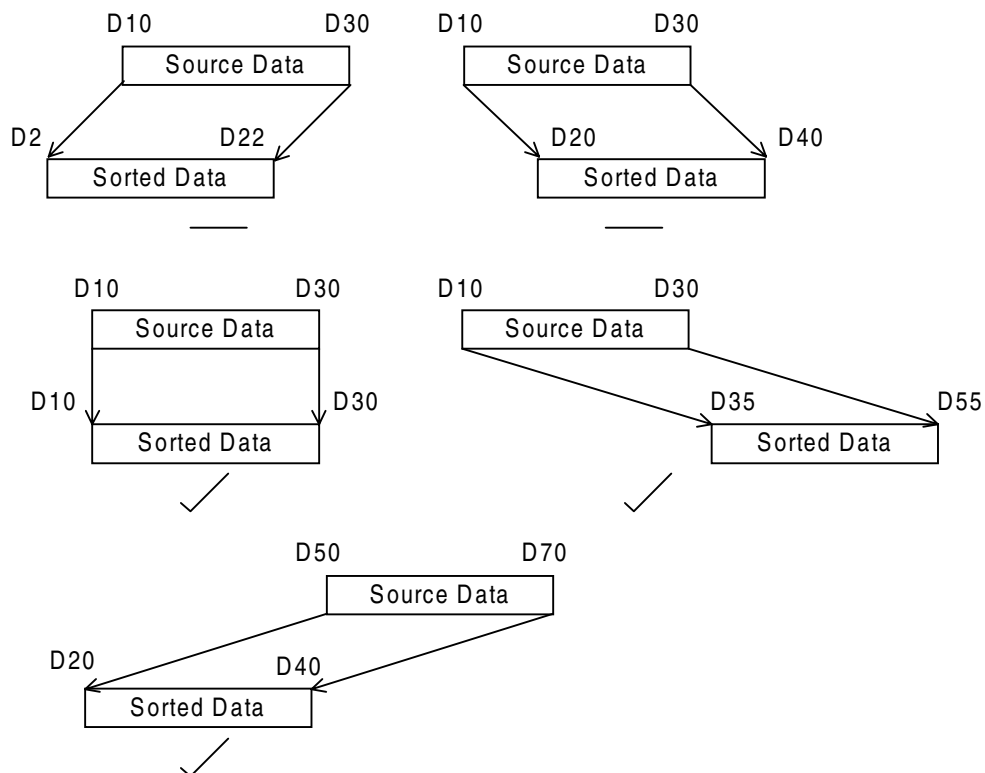 D10 D30 D10 D30
Source Data Source Data
D2 D22 D20 D40
Sorted Data Sorted Data
D10 D30 D10 D30
Source Data Source Data
D10 D30 D35 D55
Sorted Data Sorted Data
D50 D70
Source Data
D20 D40
Sorted Data